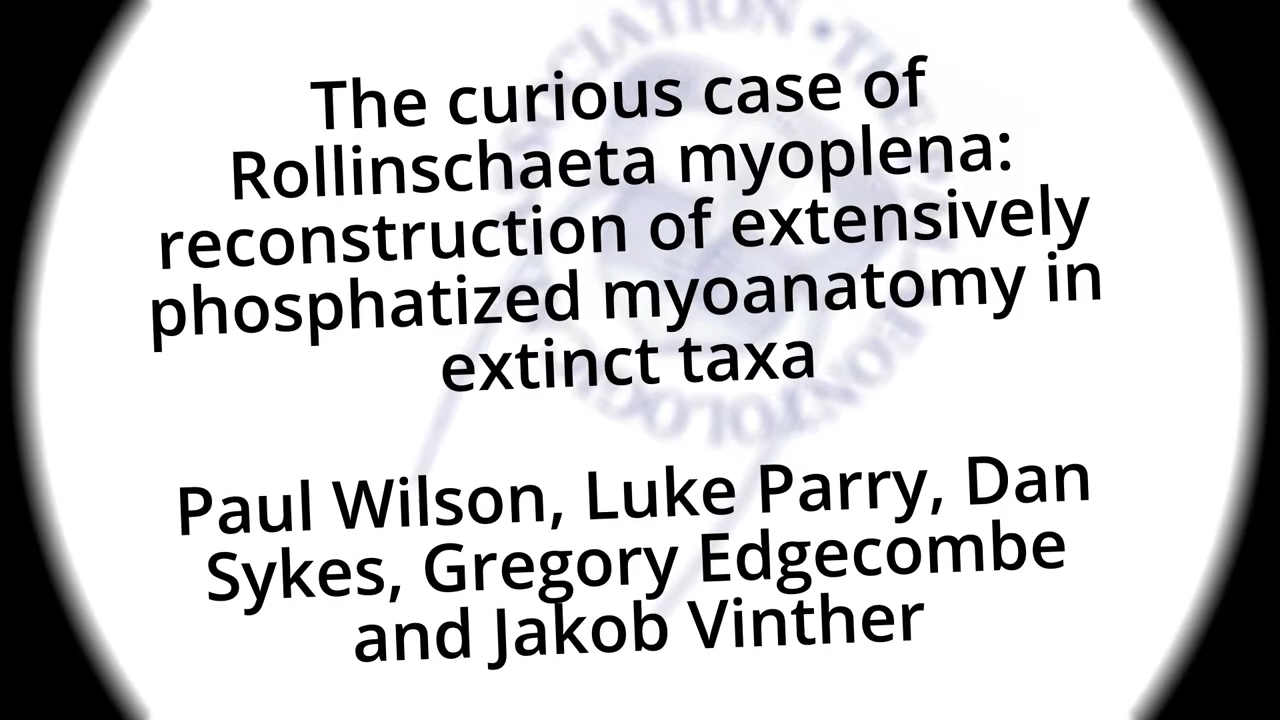 The curious case of
Rollinschaeta myoplena:
reconstruction of extensively
phosphatized myoanatomy in
extinct taxa
Paul Wilson, Luke Parry, Dan
Sykes, Gregory Edgecombe
and Jakob Vinther